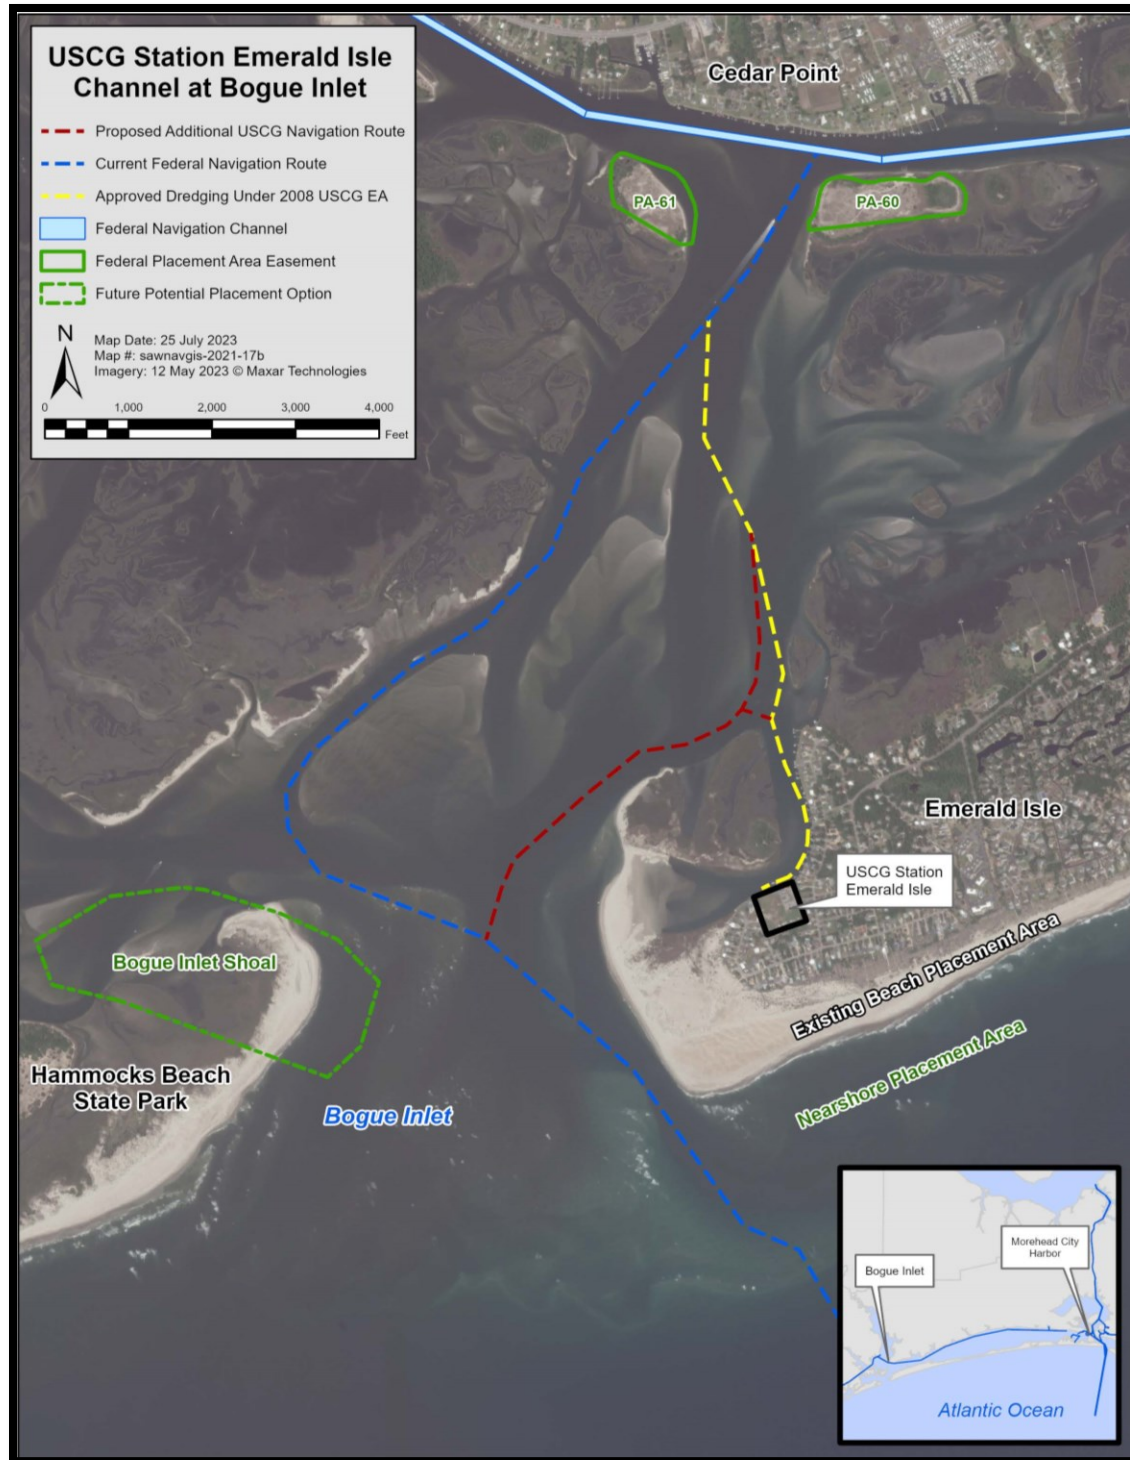 USCG Station Emerald Isle
Channel at Bogue Inlet
Proposed Additional USCG Navigation Route
Current Federal Navigation Route
Approved Dredging Under 2008 USCG EA
Federal Navigation Channel
Federal Placement Area Easement
Future Potential Placement Option
N
Map Date: 25 July 2023
Map #: sawnavgis-2021-17b
Imagery: 12 May 2023 © Maxar Technologies
0 1,000 2,000 3,000 4,000
Feet
Cedar Point
PA-61
PA-60
Emerald Isle
USCG Station
Emerald Isle
Existing Beach Placement Area
Nearshore Placement Area
Bogue Inlet Shoal
Hammocks Beach
State Park
Bogue Inlet
Morehead City
Harbor
Bogue Inlet
Atlantic Ocean